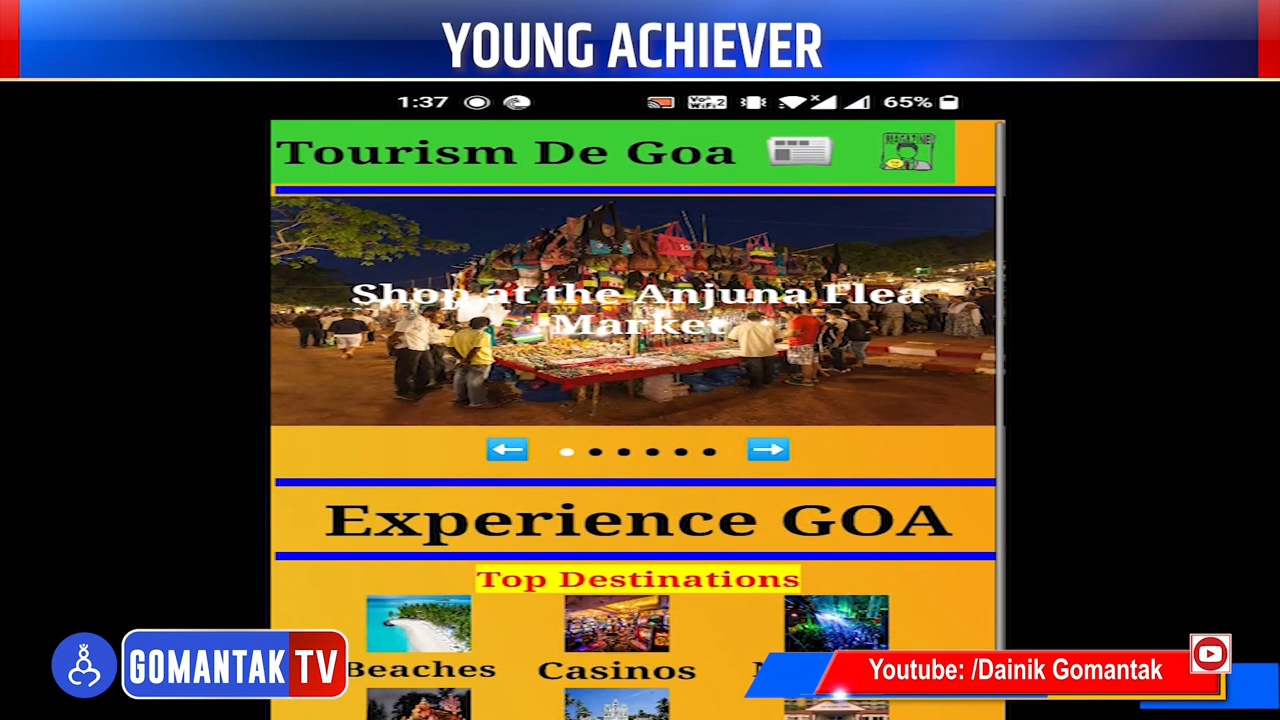 YOUNG ACHIEVER
1:37
65%
Tourism De Goa
MAGAZINE
Shop at the Anjuna Flea
Market
Experience GOA
Top Destinations
Beaches
Casinos
GOMANTAK TV
Youtube: /Dainik Gomantak